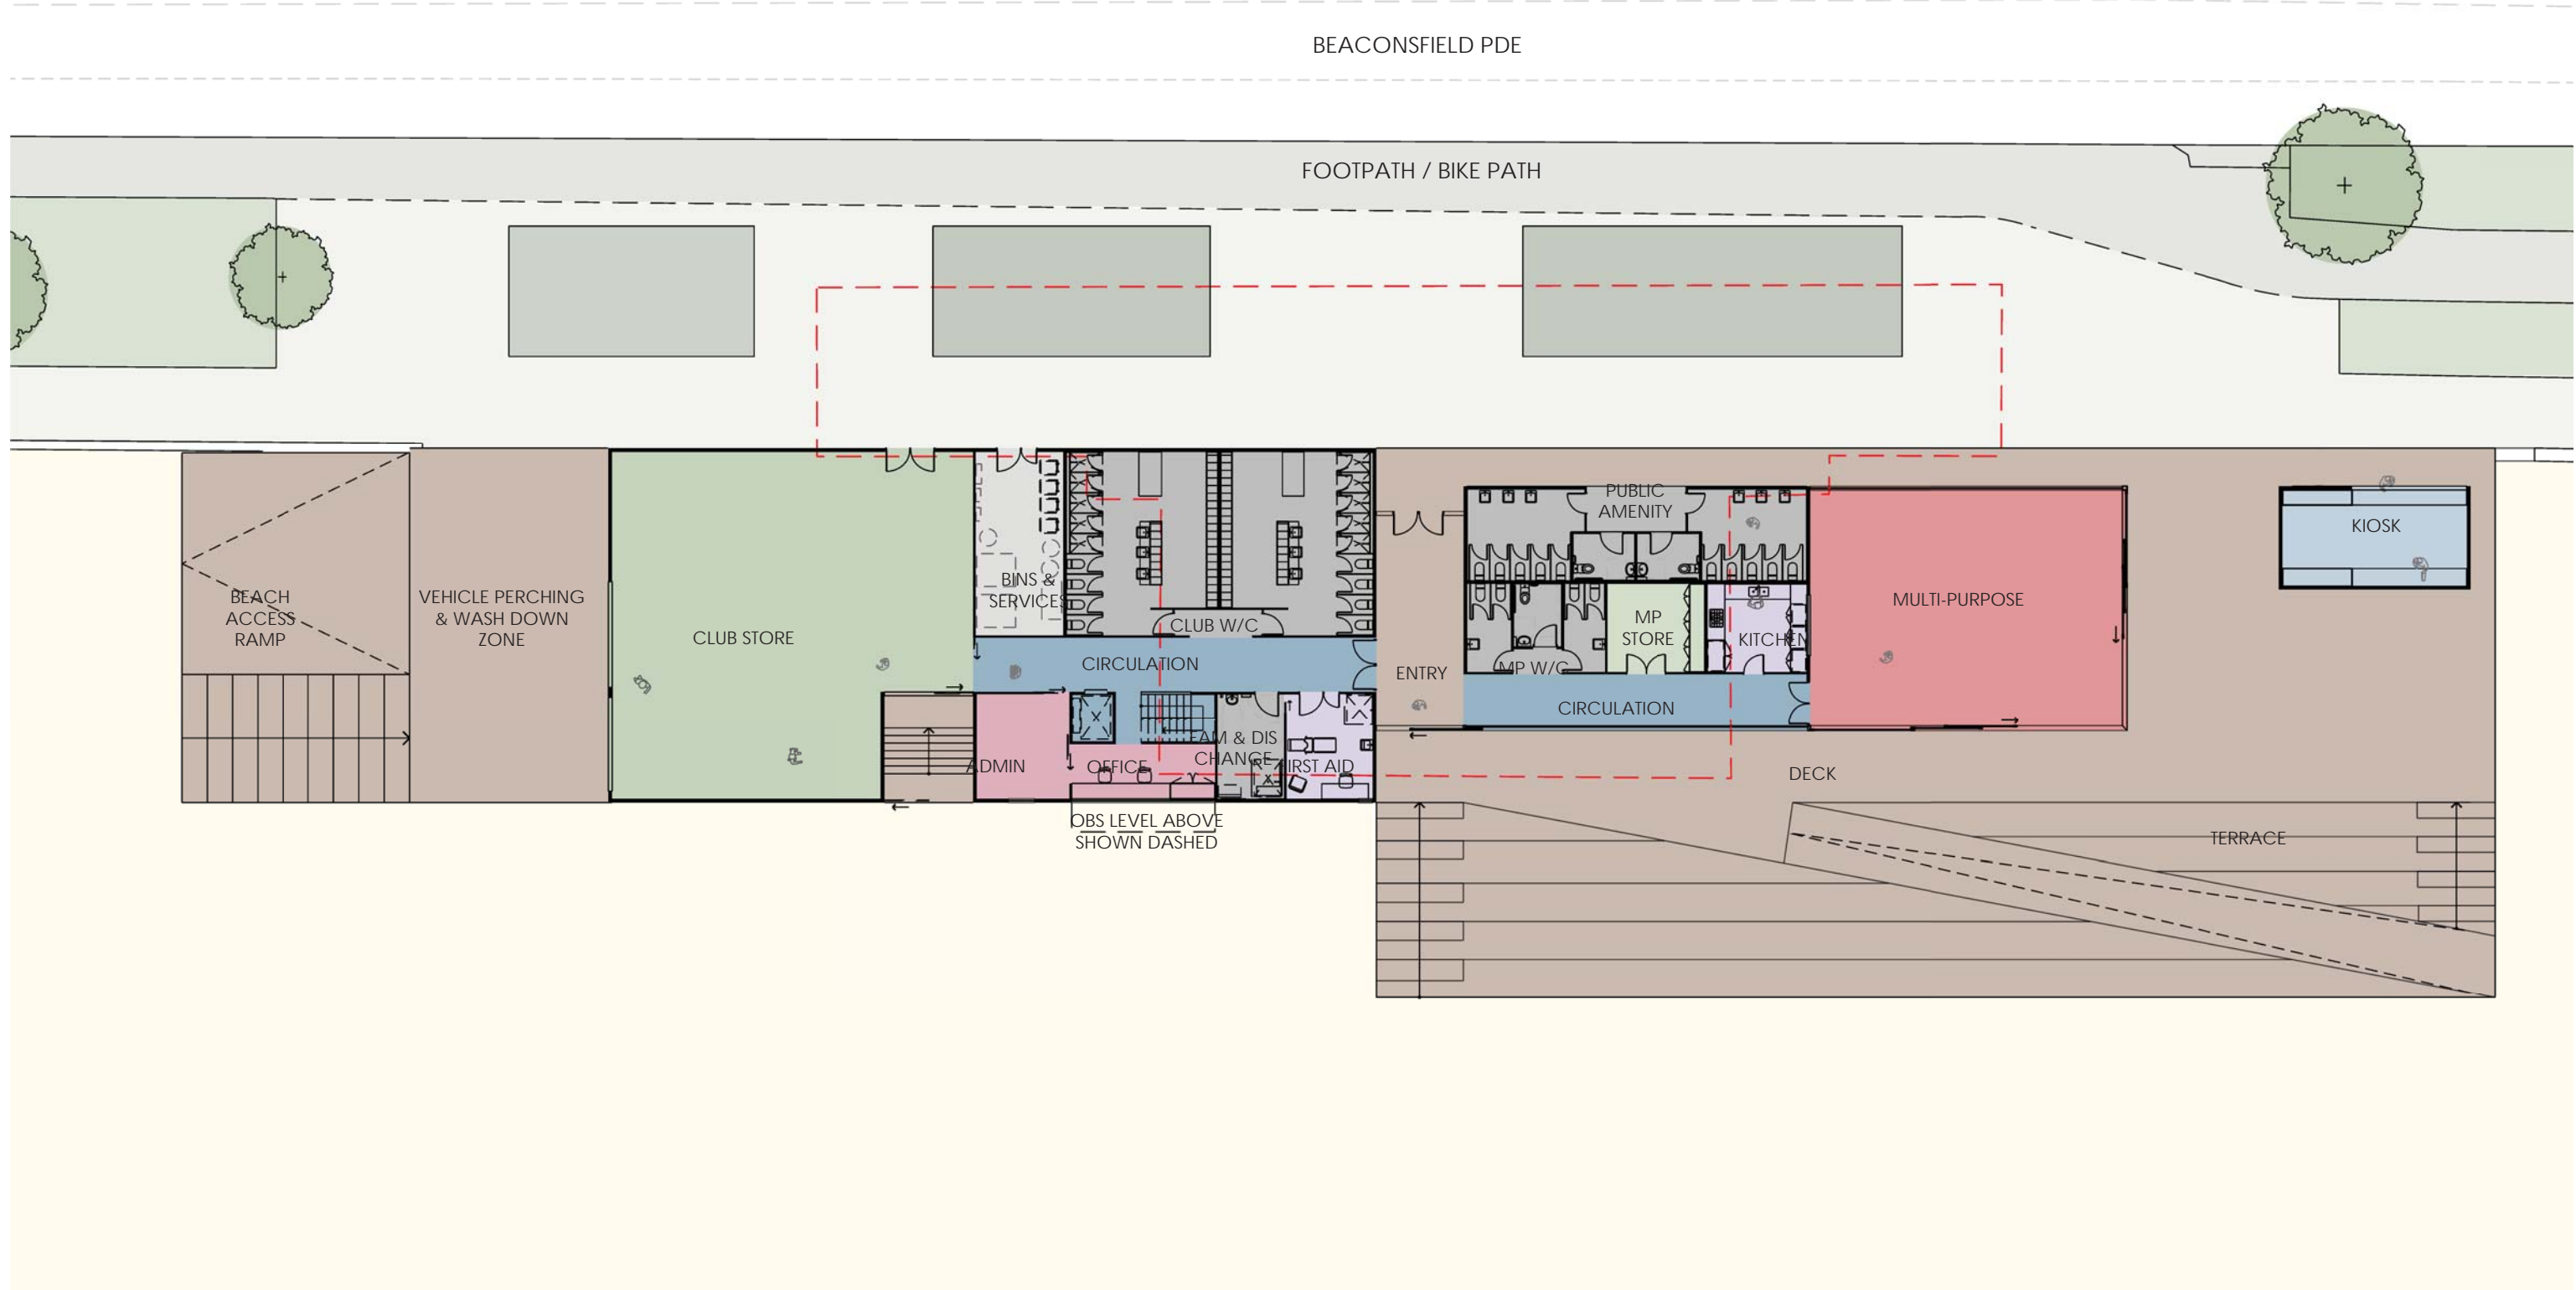 BEACONSFIELD PDE
FOOTPATH / BIKE PATH
BEACH
ACCESS
RAMP
VEHICLE PERCHING
& WASH DOWN
ZONE
CLUB STORE
BINS &
SERVICES
CLUB W/C
CIRCULATION
ADMIN
OFFICE
FAM & DIS
CHANGE
FIRST AID
OBS LEVEL ABOVE
SHOWN DASHED
ENTRY
PUBLIC
AMENITY
MP W/C
MP
STORE
KITCHEN
CIRCULATION
MULTI-PURPOSE
KIOSK
DECK
TERRACE